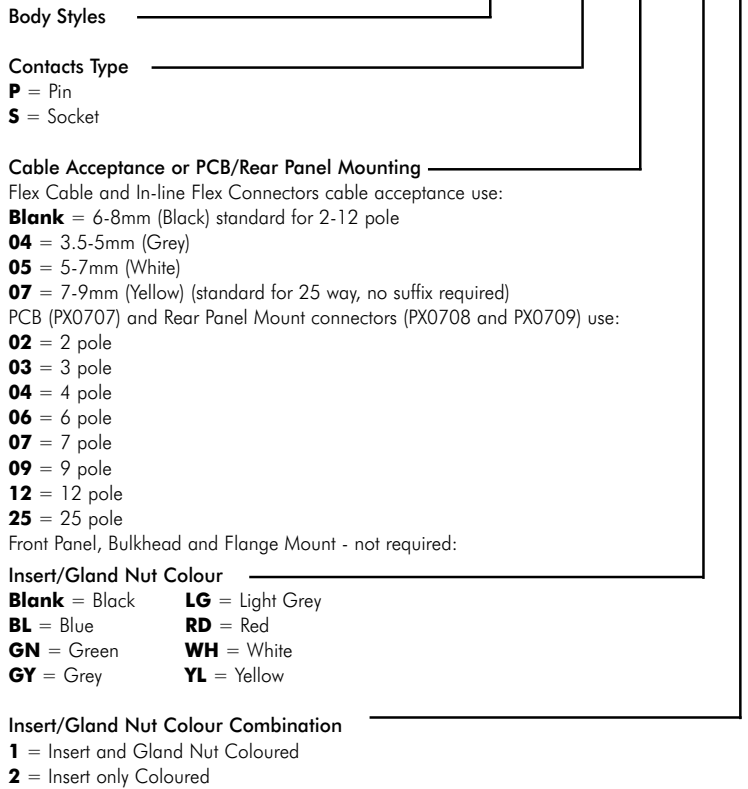 Body Styles
Contacts Type
P = Pin
S = Socket
Cable Acceptance or PCB/Rear Panel Mounting
Flex Cable and In-line Flex Connectors cable acceptance use:
Blank = 6-8mm (Black) standard for 2-12 pole
04 = 3.5-5mm (Grey)
05 = 5-7mm (White)
07 = 7-9mm (Yellow) (standard for 25 way, no suffix required)
PCB (PX0707) and Rear Panel Mount connectors (PX0708 and PX0709) use:
02 = 2 pole
03 = 3 pole
04 = 4 pole
06 = 6 pole
07 = 7 pole
09 = 9 pole
12 = 12 pole
25 = 25 pole
Front Panel, Bulkhead and Flange Mount - not required:
Insert/Gland Nut Colour
Blank = Black LG = Light Grey
BL = Blue RD = Red
GN = Green WH = White
GY = Grey YL = Yellow
Insert/Gland Nut Colour Combination
1 = Insert and Gland Nut Coloured
2 = Insert only Coloured